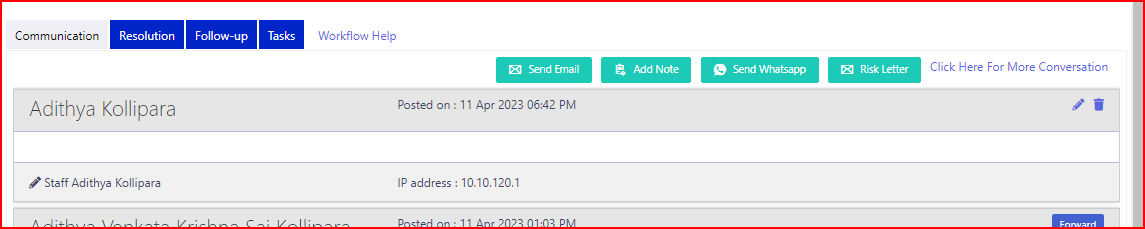 Communication Resolution Follow-up Tasks Workflow Help
Send Email Add Note Send Whatsapp Risk Letter Click Here For More Conversation
Adithya Kollipara Posted on : 11 Apr 2023 06:42 PM
Staff Adithya Kollipara IP address : 10.10.120.1
Adithya Venkata Krishna Sai Kollipara Posted on : 11 Apr 2023 01:03 PM Forward